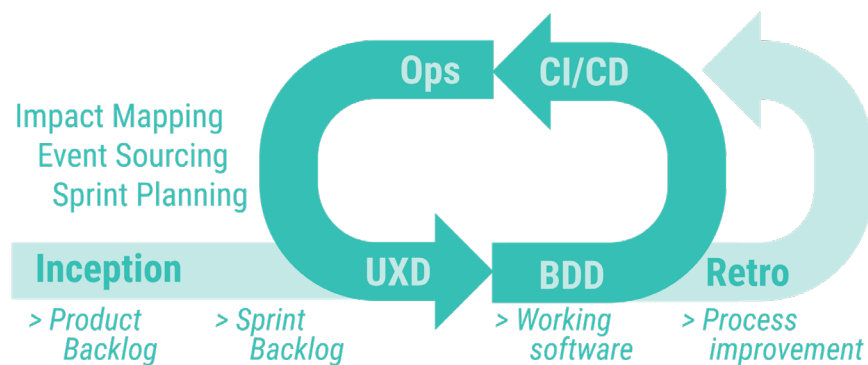 Ops
CI/CD
Impact Mapping
Event Sourcing
Sprint Planning
Inception
UXD
BDD
Retro
> Product
Backlog
> Sprint
Backlog
> Working
software
> Process
improvement